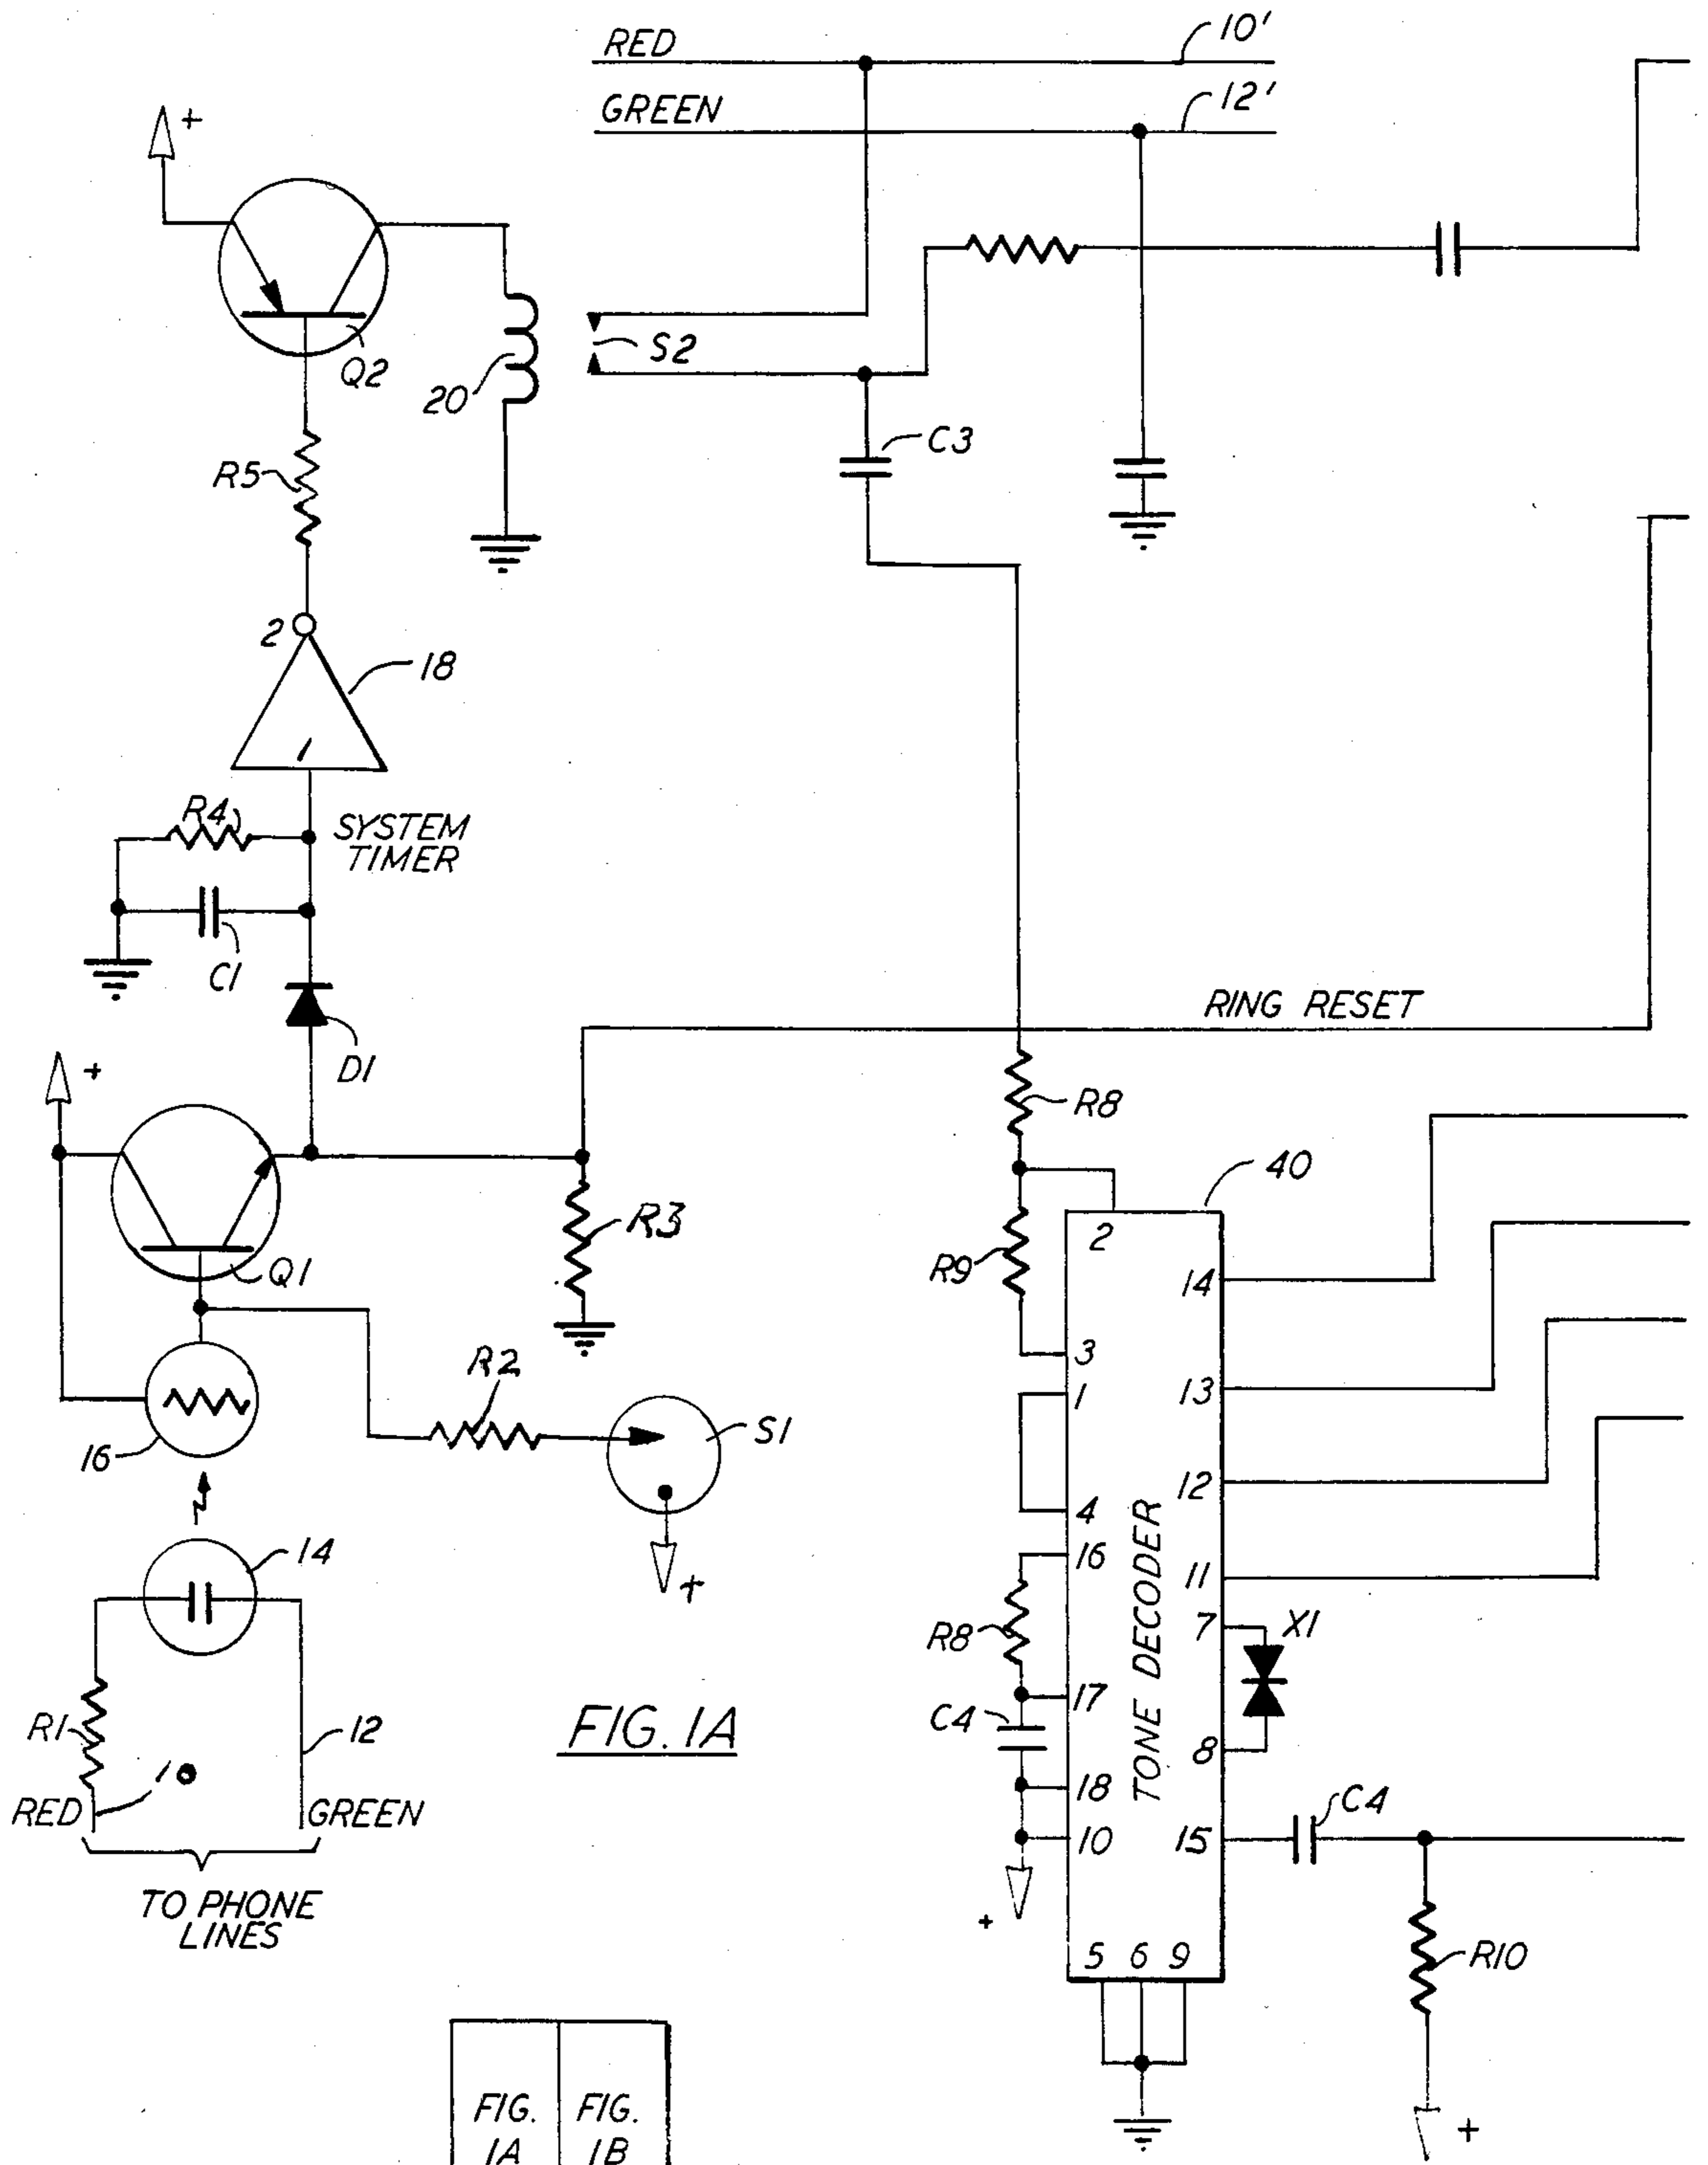 RED
10'
GREEN
12'
+
Q2
20
S2
C3
R5
2
18
1
R4
SYSTEM
TIMER
C1
D1
RING RESET
+
R8
40
Q1
R3
R9
2
14
3
13
R2
1
S1
16
12
4
+
14
16
11
R8
7
X1
TONE DECODER
R1
12
17
C4
FIG. 1A
8
1
RED
GREEN
18
C4
10
15
TO PHONE
LINES
+
5 6 9
R10
+
FIG.
1A
FIG.
1B